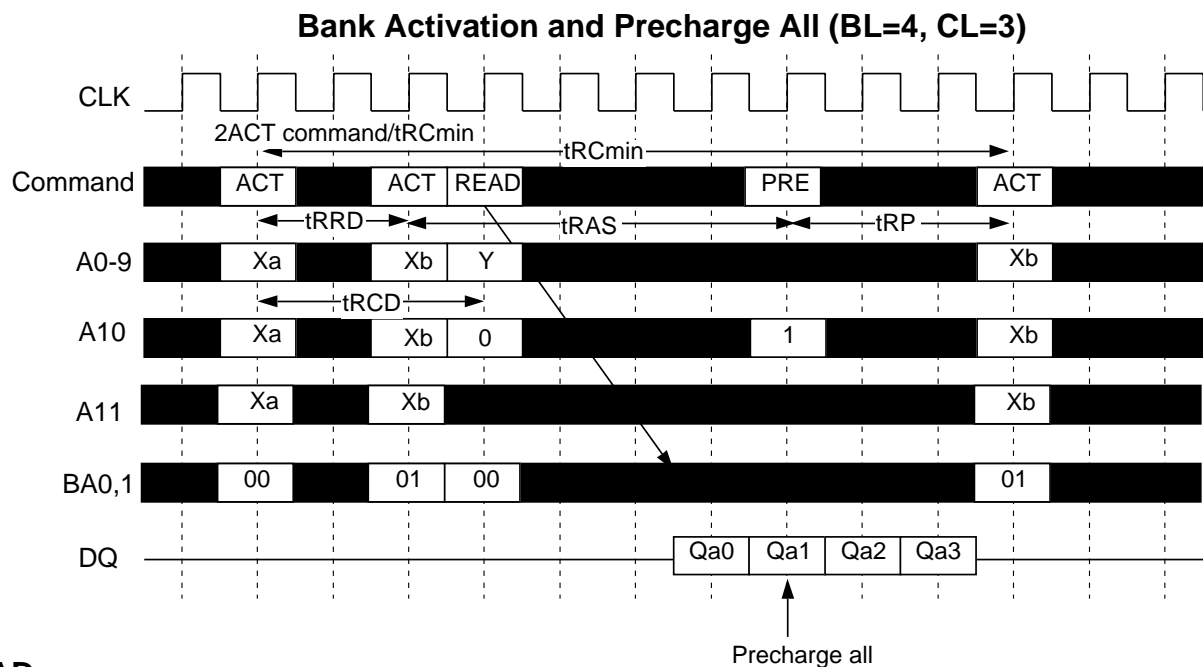 Bank Activation and Precharge All (BL=4, CL=3)
CLK
2ACT command/tRCmin
tRCmin
Command ACT ACT READ PRE ACT
tRRD tRAS tRP
A0-9 Xa Xb Y Xb
tRCD
A10 Xa Xb 0 1 Xb
A11 Xa Xb Xb
BA0,1 00 01 00 01
DQ Qa0 Qa1 Qa2 Qa3
Precharge all